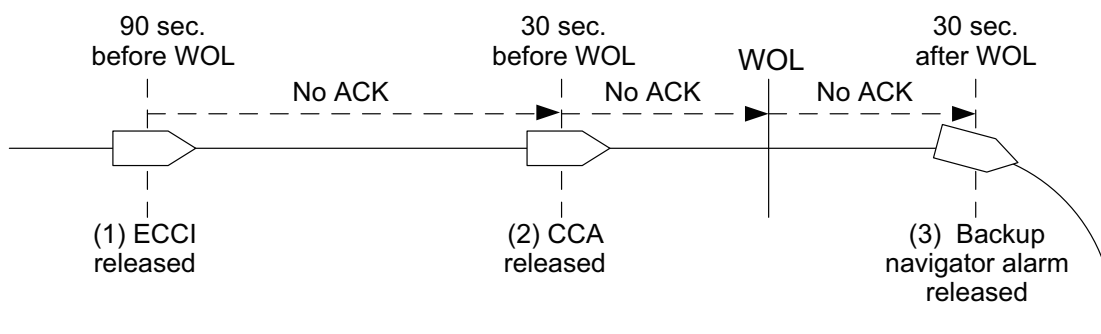 90 sec.
before WOL
30 sec.
before WOL
WOL
30 sec.
after WOL
No ACK
No ACK
No ACK
(1) ECCI
released
(2) CCA
released
(3) Backup
navigator alarm
released